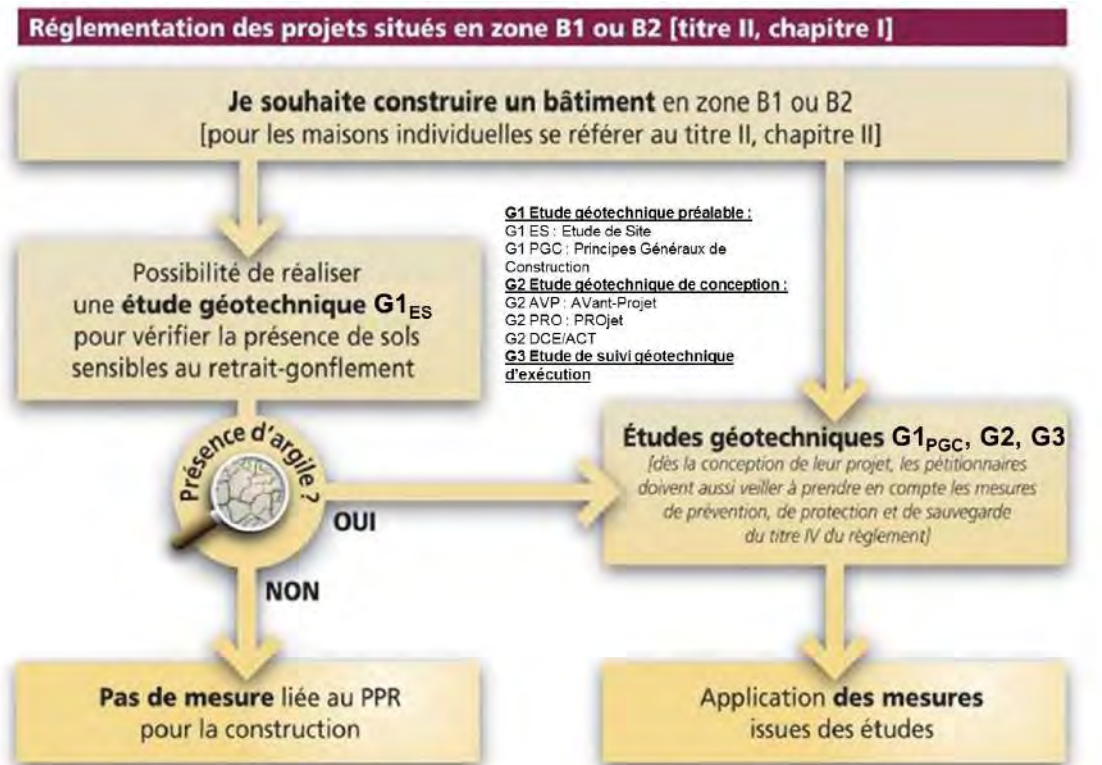 Réglementation des projets situés en zone B1 ou B2 [titre II, chapitre I]
Je souhaite construire un bâtiment en zone B1 ou B2
[pour les maisons individuelles se référer au titre II, chapitre II]
G1 Etude géotechnique préalable :
G1 ES : Etude de Site
G1 PGC : Principes Généraux de
Construction
G2 Etude géotechnique de conception :
G2 AVP : AVant-Projet
G2 PRO : PROjet
G2 DCE/ACT
G3 Etude de suivi géotechnique
d'exécution
Possibilité de réaliser
une étude géotechnique G1ES
pour vérifier la présence de sols
sensibles au retrait-gonflement
Présence d'argile ?
OUI
NON
Études géotechniques G1PGC, G2, G3
[dès la conception de leur projet, les pétitionnaires
doivent aussi veiller à prendre en compte les mesures
de prévention, de protection et de sauvegarde
du titre IV du règlement]
Pas de mesure liée au PPR
pour la construction
Application des mesures
issues des études